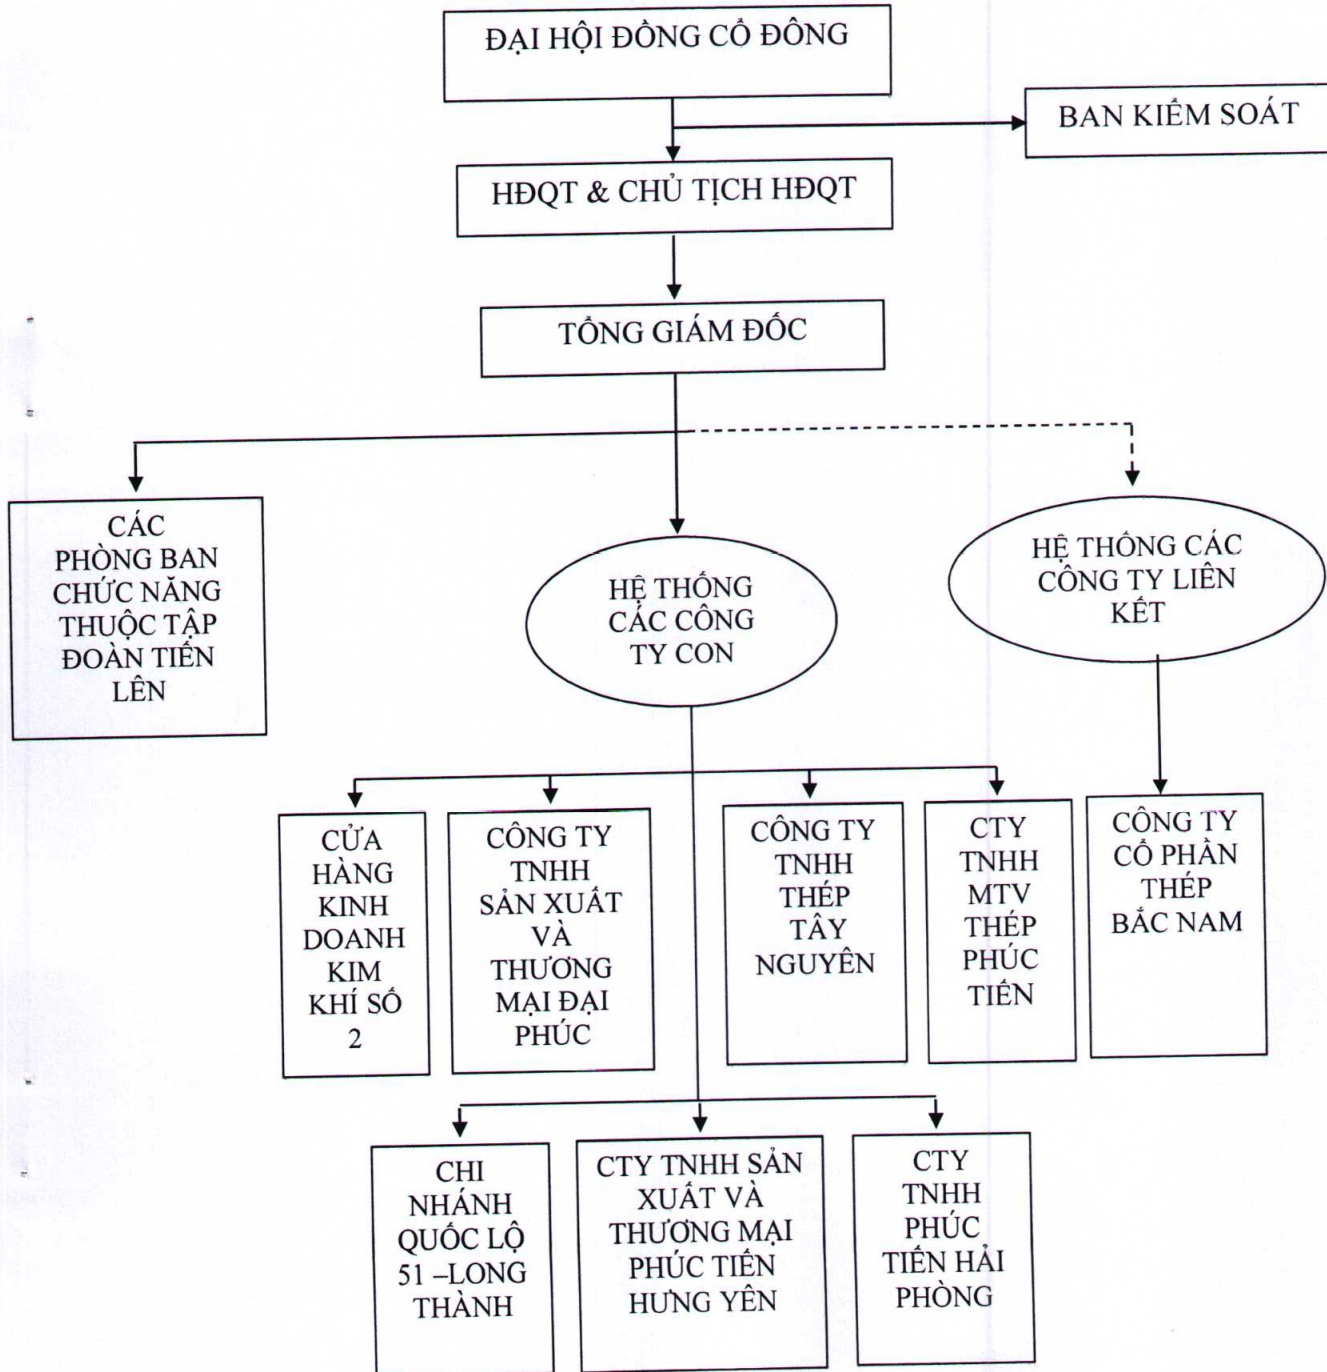 ĐẠI HỘI ĐỒNG CỔ ĐÔNG
BAN KIỂM SOÁT
HĐQT & CHỦ TỊCH HĐQT
TỔNG GIÁM ĐỐC
CÁC
PHÒNG BAN
CHỨC NĂNG
THUỘC TẬP
ĐOÀN TIẾN
LÊN
HỆ THỐNG
CÁC CÔNG
TY CON
HỆ THỐNG CÁC
CÔNG TY LIÊN
KẾT
CỬA
HÀNG
KINH
DOANH
KIM
KHÍ SỐ
2
CÔNG TY
TNHH
SẢN XUẤT
VÀ
THƯƠNG
MẠI ĐẠI
PHÚC
CÔNG TY
TNHH
THÉP
TÂY
NGUYÊN
CTY
TNHH
MTV
THÉP
PHÚC
TIẾN
CÔNG TY
CỔ PHẦN
THÉP
BẮC NAM
CHI
NHÁNH
QUỐC LỘ
51 –LONG
THÀNH
CTY TNHH SẢN
XUẤT VÀ
THƯƠNG MẠI
PHÚC TIẾN
HƯNG YÊN
CTY
TNHH
PHÚC
TIẾN HẢI
PHÒNG